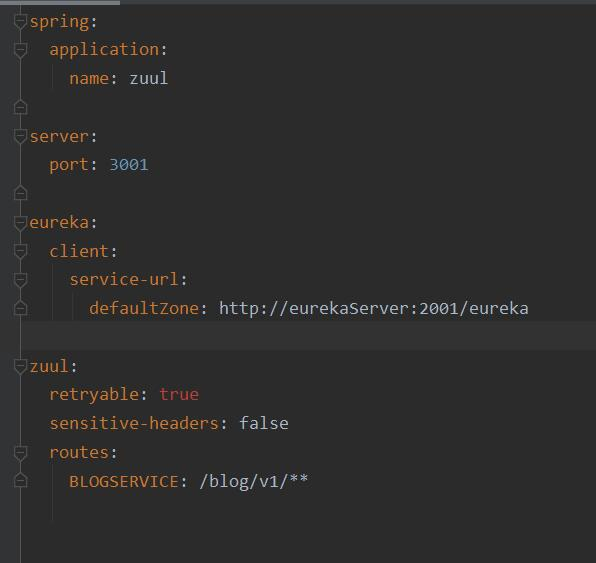 spring:
  application:
    name: zuul

server:
  port: 3001

eureka:
  client:
    service-url:
      defaultZone: http://eurekaServer:2001/eureka

zuul:
  retryable: true
  sensitive-headers: false
  routes:
    BLOGSERVICE: /blog/v1/**